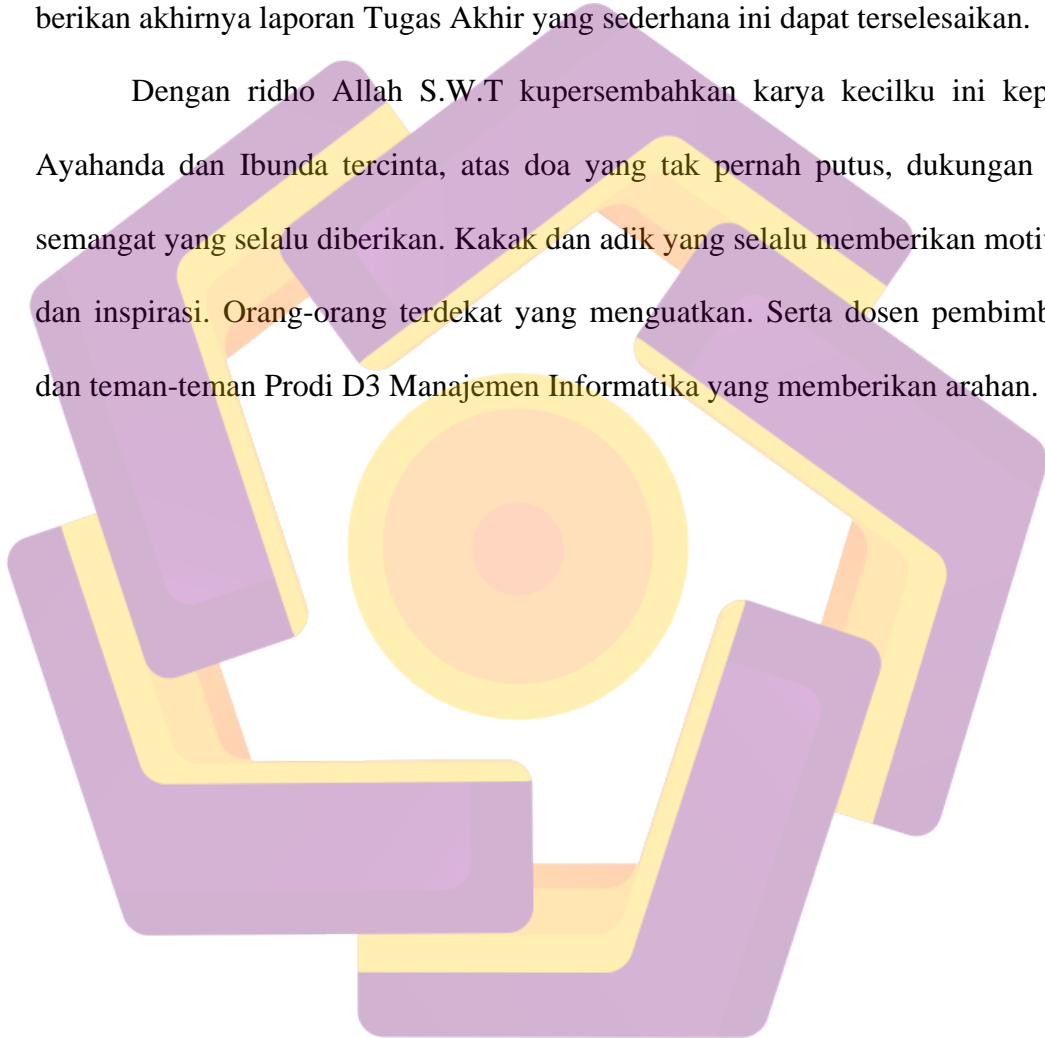 berikan akhirnya laporan Tugas Akhir yang sederhana ini dapat terselesaikan.
Dengan ridho Allah S.W.T kupersembahkan karya kecilku ini kep
Ayahanda dan Ibunda tercinta, atas doa yang tak pernah putus, dukungan
semangat yang selalu diberikan. Kakak dan adik yang selalu memberikan moti
dan inspirasi. Orang-orang terdekat yang menguatkan. Serta dosen pembimb
dan teman-teman Prodi D3 Manajemen Informatika yang memberikan arahan.